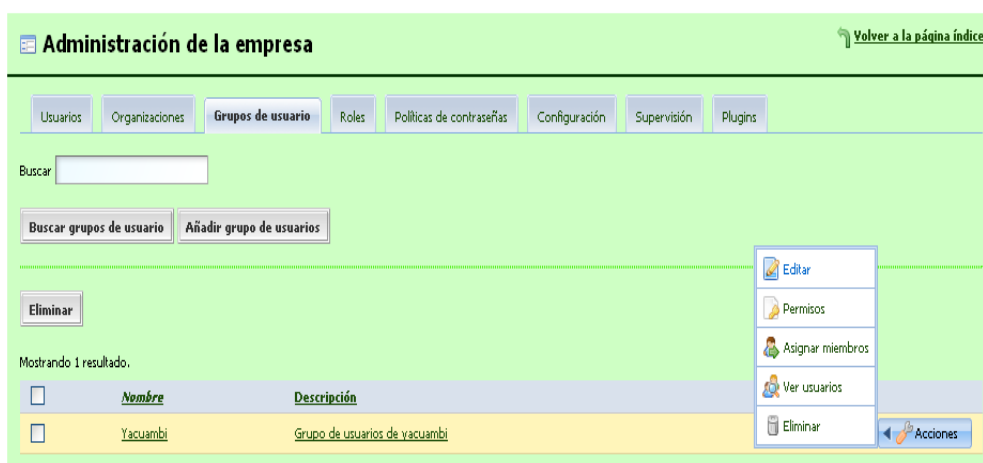 Administración de la empresa
Volver a la página índice
Usuarios Organizaciones Grupos de usuario Roles Políticas de contraseñas Configuración Supervisión Plugins
Buscar
Buscar grupos de usuario Añadir grupo de usuarios
Editar
Permisos
Asignar miembros
Ver usuarios
Eliminar
Eliminar
Mostrando 1 resultado.
Nombre Descripción
Yacuambi Grupo de usuarios de yacuambi Acciones